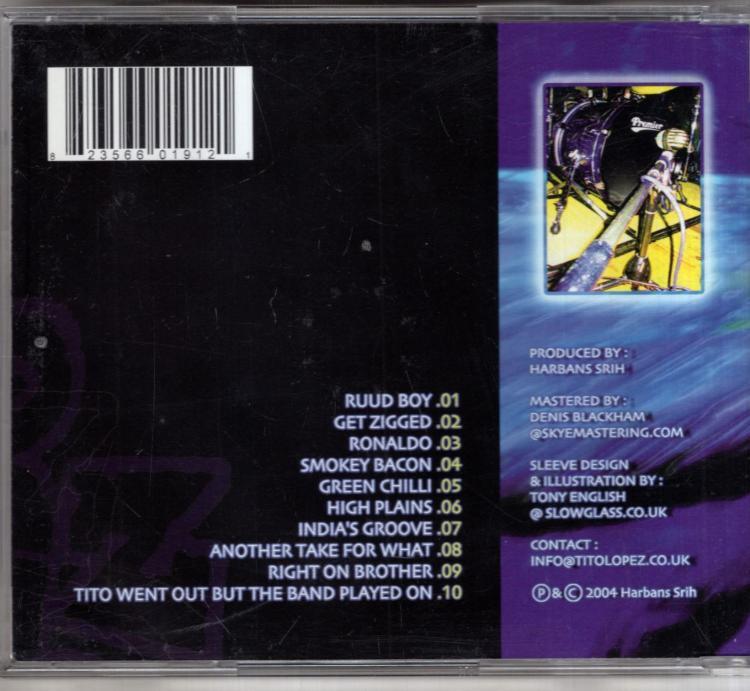 8 23566 01912 1
Premier
RUUD BOY .01
GET ZIGGED .02
RONALDO .03
SMOKEY BACON .04
GREEN CHILLI .05
HIGH PLAINS .06
INDIA'S GROOVE .07
ANOTHER TAKE FOR WHAT .08
RIGHT ON BROTHER .09
TITO WENT OUT BUT THE BAND PLAYED ON .10
PRODUCED BY :
HARBANS SRIH
MASTERED BY :
DENIS BLACKHAM
@SKYEMASTERING.COM
SLEEVE DESIGN
& ILLUSTRATION BY :
TONY ENGLISH
@ SLOWGLASS.CO.UK
CONTACT :
INFO@TITOLOPEZ.CO.UK
Ⓟ & © 2004 Harbans Srih